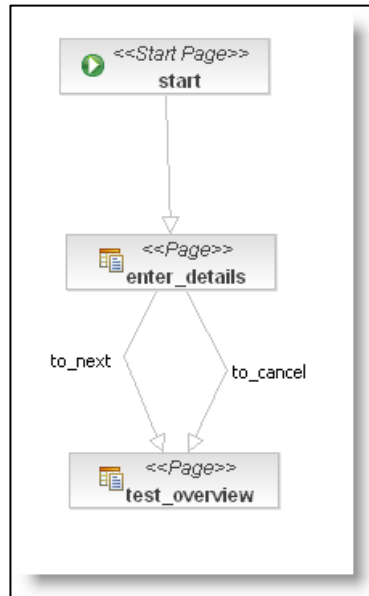 <<Start Page>>
start
<<Page>>
enter_details
to_next
to_cancel
<<Page>>
test_overview